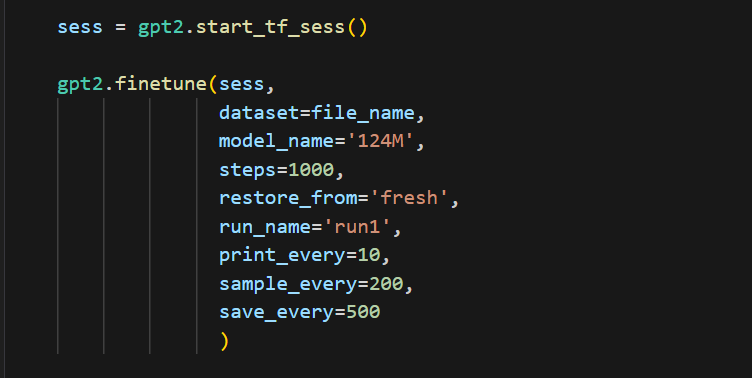 sess = gpt2.start_tf_sess()
gpt2.finetune(sess,
dataset=file_name,
model_name='124M',
steps=1000,
restore_from='fresh',
run_name='run1',
print_every=10,
sample_every=200,
save_every=500
)